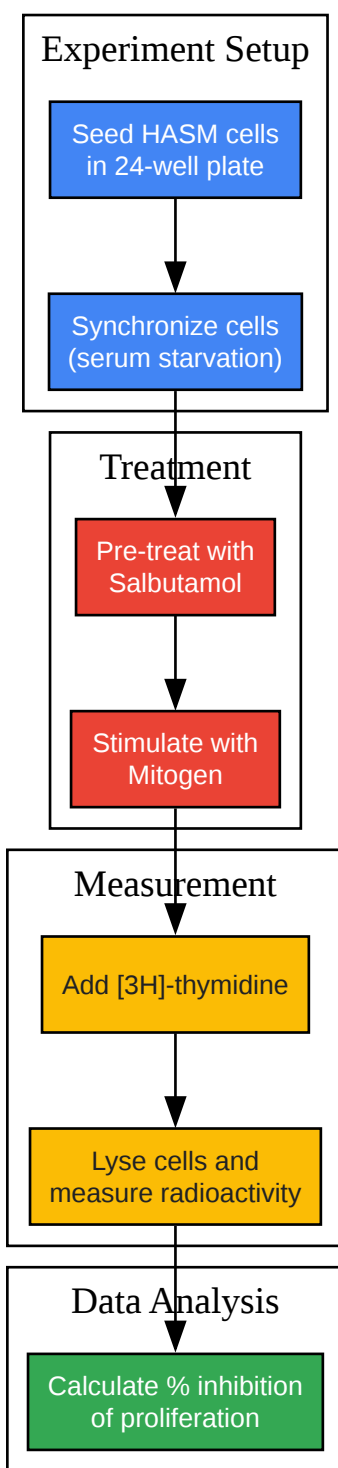 Experiment Setup
Seed HASM cells
in 24-well plate
Synchronize cells
(serum starvation)
Treatment
Pre-treat with
Salbutamol
Stimulate with
Mitogen
Measurement
Add [3H]-thymidine
Lyse cells and
measure radioactivity
Data Analysis
Calculate % inhibition
of proliferation